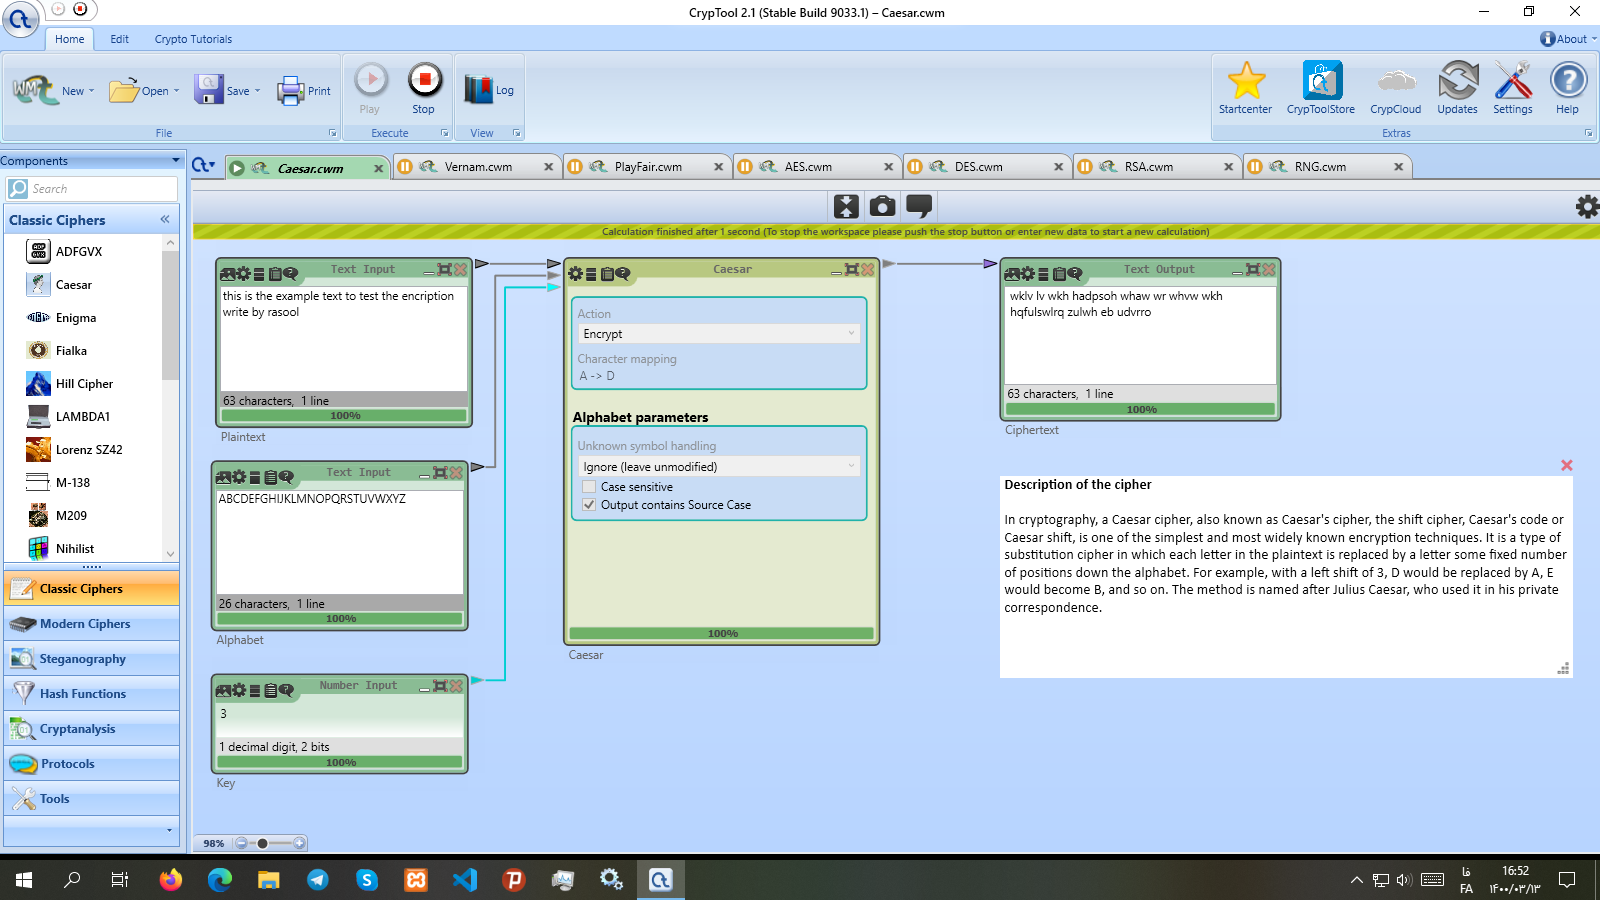 CrypTool 2.1 (Stable Build 9033.1) – Caesar.cwm
Home Edit Crypto Tutorials
About
New Open Save Print
Play Stop
Log
Startcenter CrypToolStore CrypCloud Updates Settings Help
File Execute View Extras
Components
Caesar.cwm Vernam.cwm PlayFair.cwm AES.cwm DES.cwm RSA.cwm RNG.cwm
Search
Classic Ciphers
ADFGVX
Caesar
Enigma
Fialka
Hill Cipher
LAMBDA1
Lorenz SZ42
M-138
M209
Nihilist
Classic Ciphers
Modern Ciphers
Steganography
Hash Functions
Cryptanalysis
Protocols
Tools
Calculation finished after 1 second (To stop the workspace please push the stop button or enter new data to start a new calculation)
Text Input
this is the example text to test the encription
write by rasool
63 characters, 1 line
100%
Plaintext
Text Input
ABCDEFGHIJKLMNOPQRSTUVWXYZ
26 characters, 1 line
100%
Alphabet
Number Input
3
1 decimal digit, 2 bits
100%
Key
Caesar
Action
Encrypt
Character mapping
A -> D
Alphabet parameters
Unknown symbol handling
Ignore (leave unmodified)
Case sensitive
Output contains Source Case
100%
Caesar
Text Output
wklv lv wkh hadpsoh whaw wr whvw wkh
hqfulswlrq zulwh eb udvrro
63 characters, 1 line
100%
Ciphertext
Description of the cipher
In cryptography, a Caesar cipher, also known as Caesar's cipher, the shift cipher, Caesar's code or
Caesar shift, is one of the simplest and most widely known encryption techniques. It is a type of
substitution cipher in which each letter in the plaintext is replaced by a letter some fixed number
of positions down the alphabet. For example, with a left shift of 3, D would be replaced by A, E
would become B, and so on. The method is named after Julius Caesar, who used it in his private
correspondence.
98%
فا
FA
16:52
۱۴۰۰/۰۳/۱۳